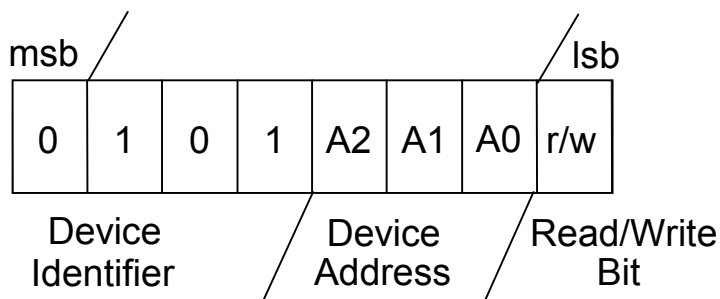 msb lsb
0 1 0 1 A2 A1 A0 r/w
Device Device Read/Write
Identifier Address Bit